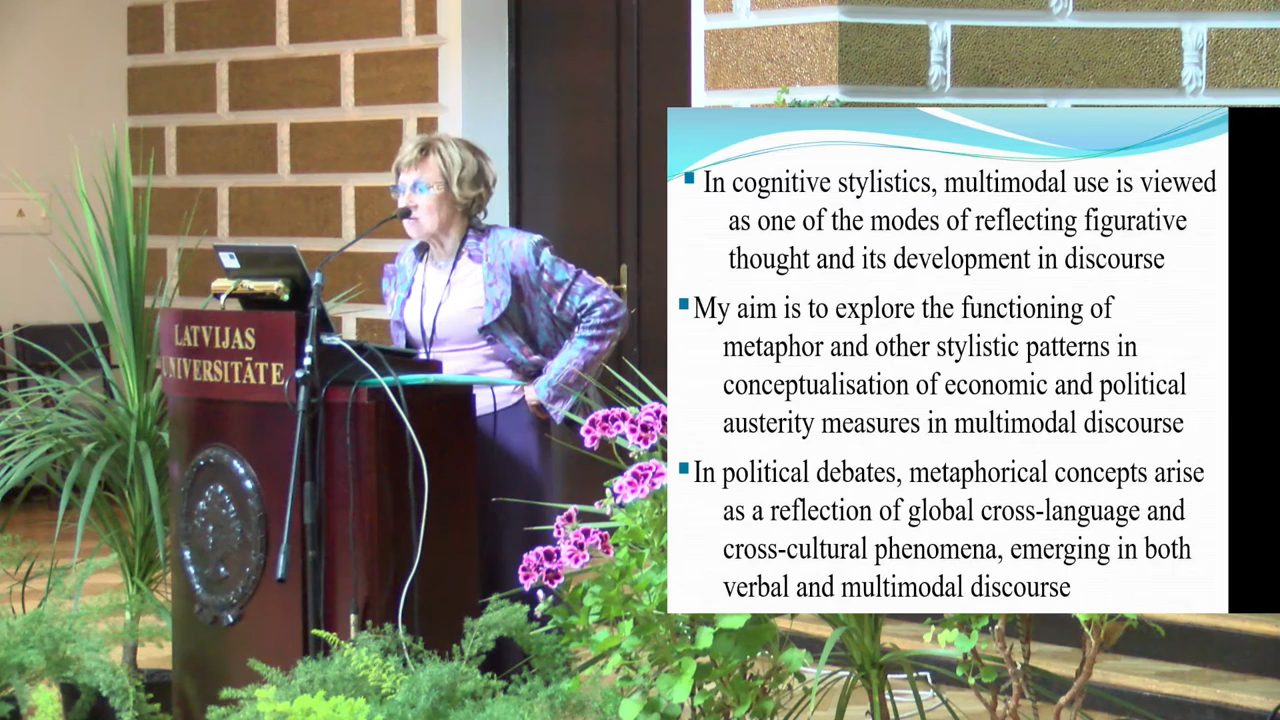 LATVIJAS
UNIVERSITĀTE
In cognitive stylistics, multimodal use is viewed
as one of the modes of reflecting figurative
thought and its development in discourse
My aim is to explore the functioning of
metaphor and other stylistic patterns in
conceptualisation of economic and political
austerity measures in multimodal discourse
In political debates, metaphorical concepts arise
as a reflection of global cross-language and
cross-cultural phenomena, emerging in both
verbal and multimodal discourse